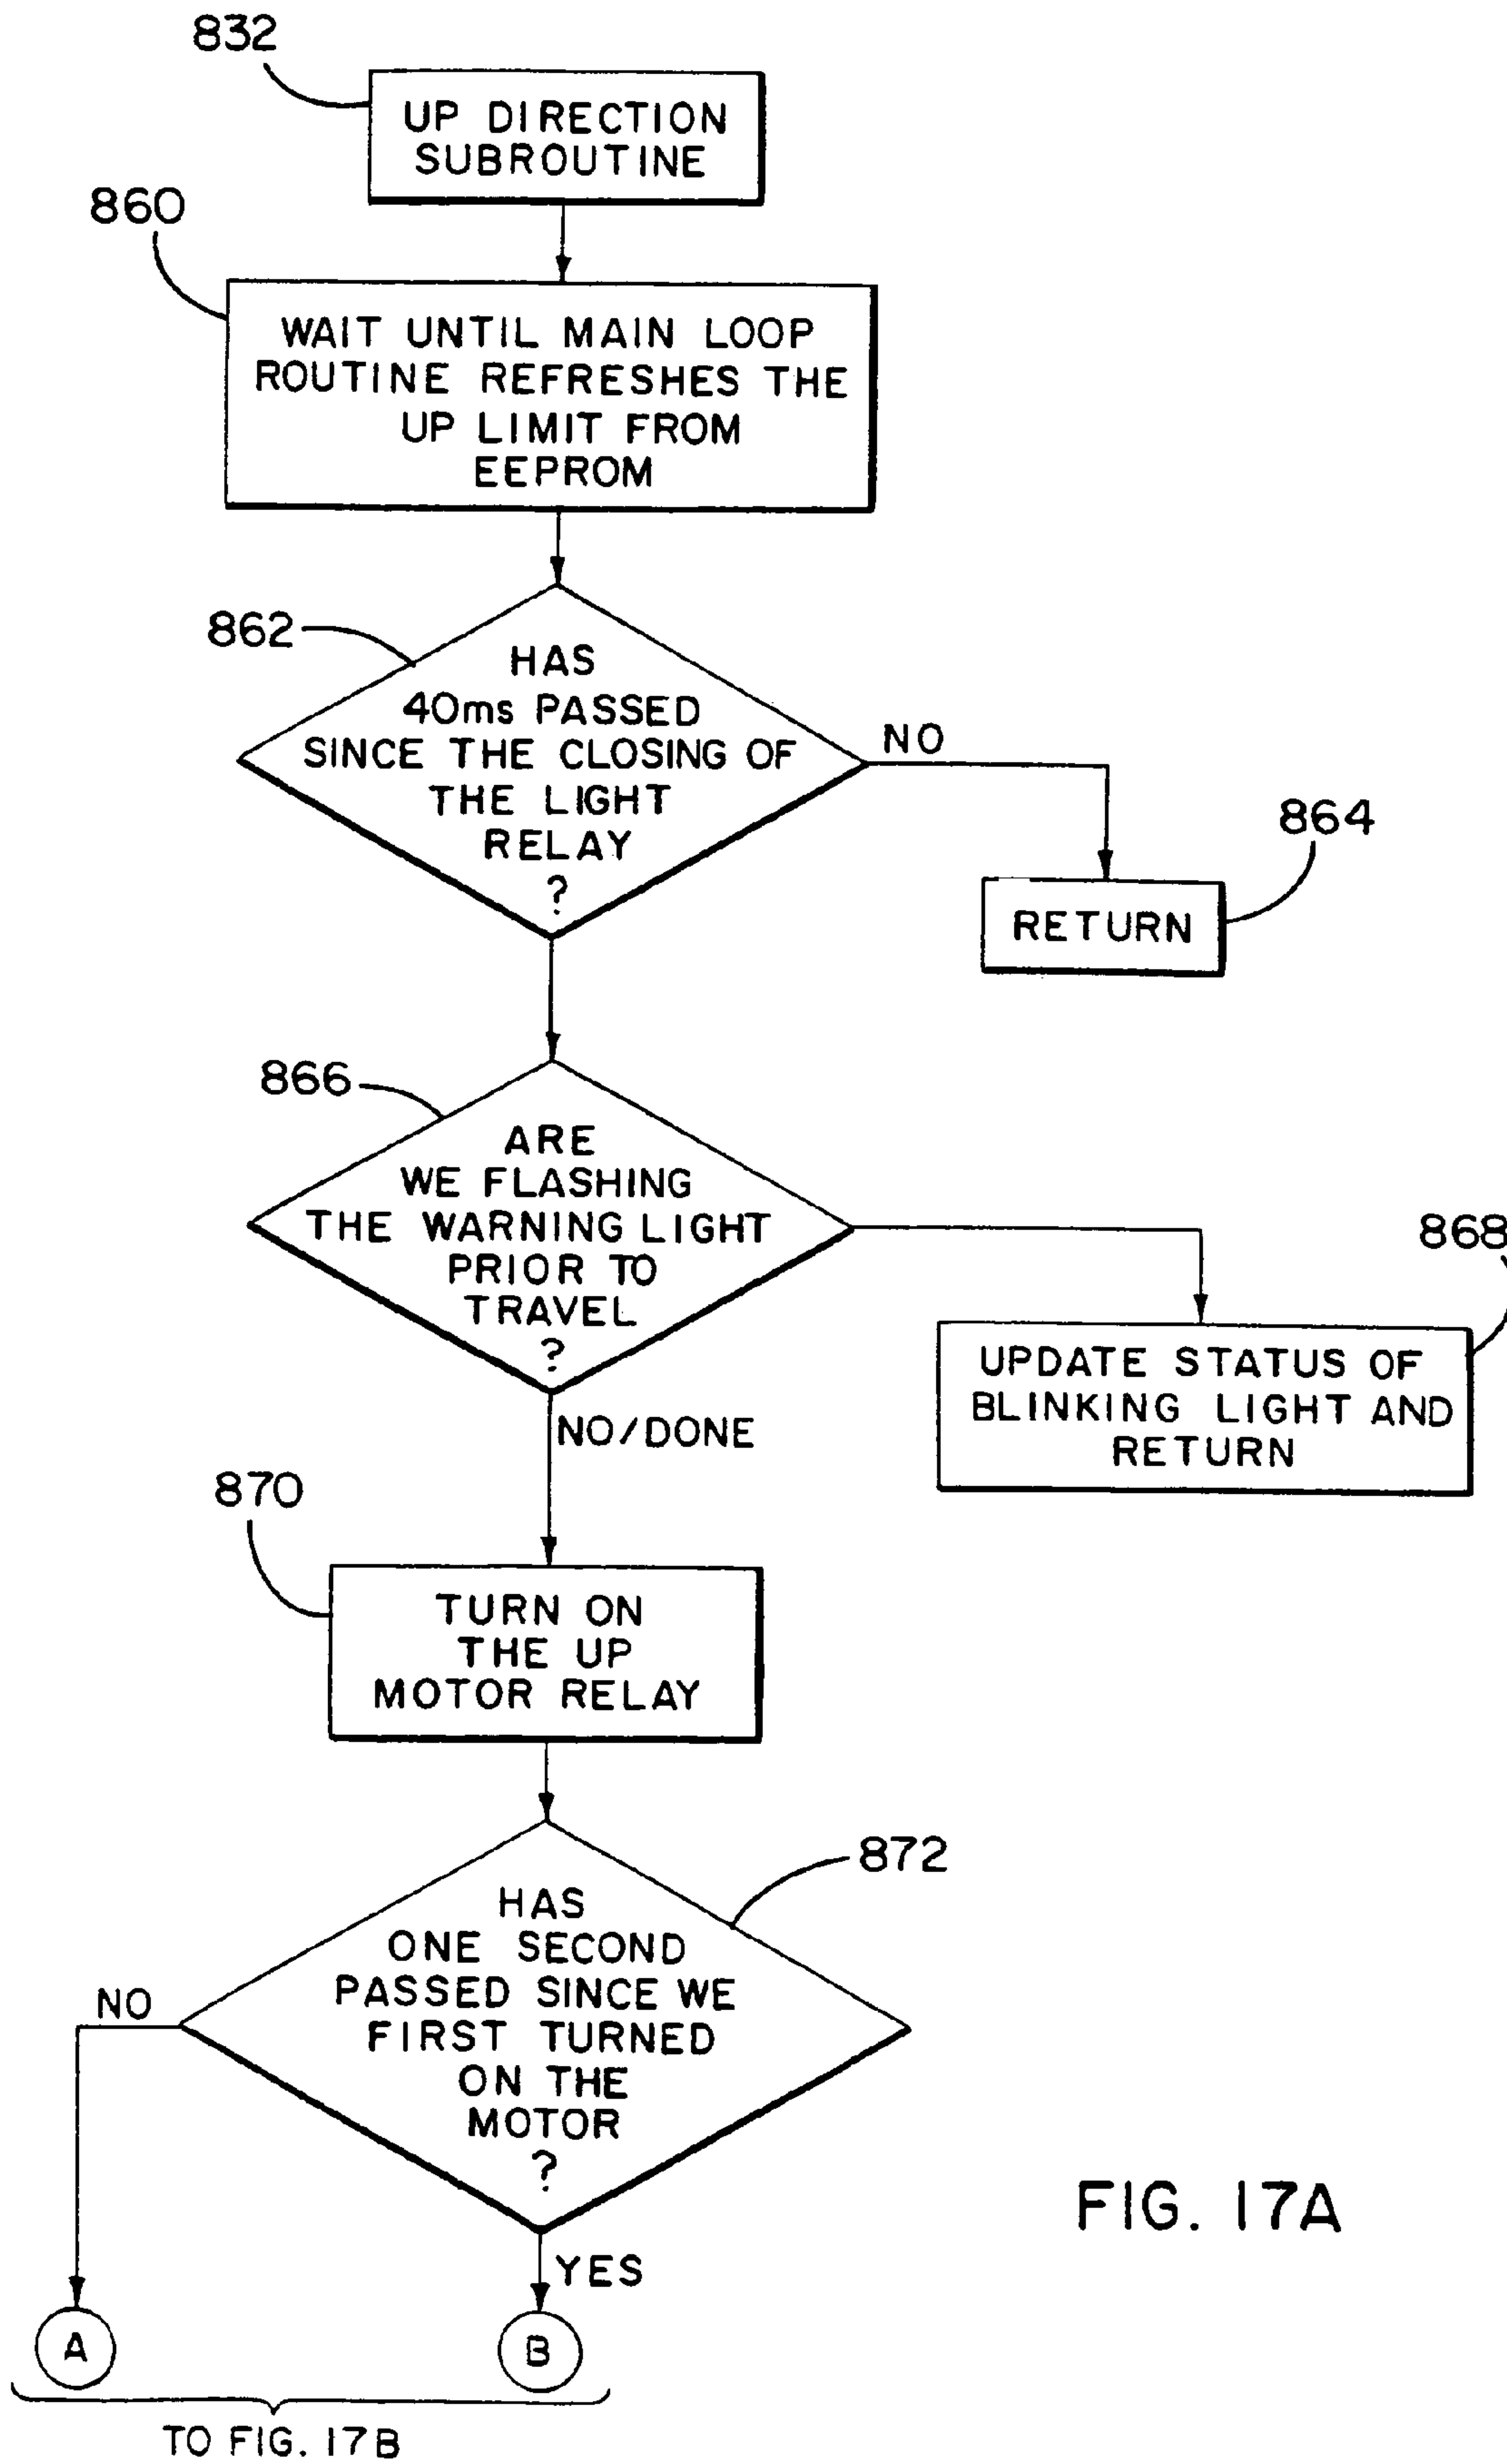 832
UP DIRECTION
SUBROUTINE
860
WAIT UNTIL MAIN LOOP
ROUTINE REFRESHES THE
UP LIMIT FROM
EEPROM
862
HAS
40ms PASSED
SINCE THE CLOSING OF
THE LIGHT
RELAY
?
NO
864
RETURN
866
ARE
WE FLASHING
THE WARNING LIGHT
PRIOR TO
TRAVEL
?
868
UPDATE STATUS OF
BLINKING LIGHT AND
RETURN
NO/DONE
870
TURN ON
THE UP
MOTOR RELAY
872
HAS
ONE SECOND
PASSED SINCE WE
FIRST TURNED
ON THE
MOTOR
?
NO
YES
A
B
TO FIG. 17B
FIG. 17A